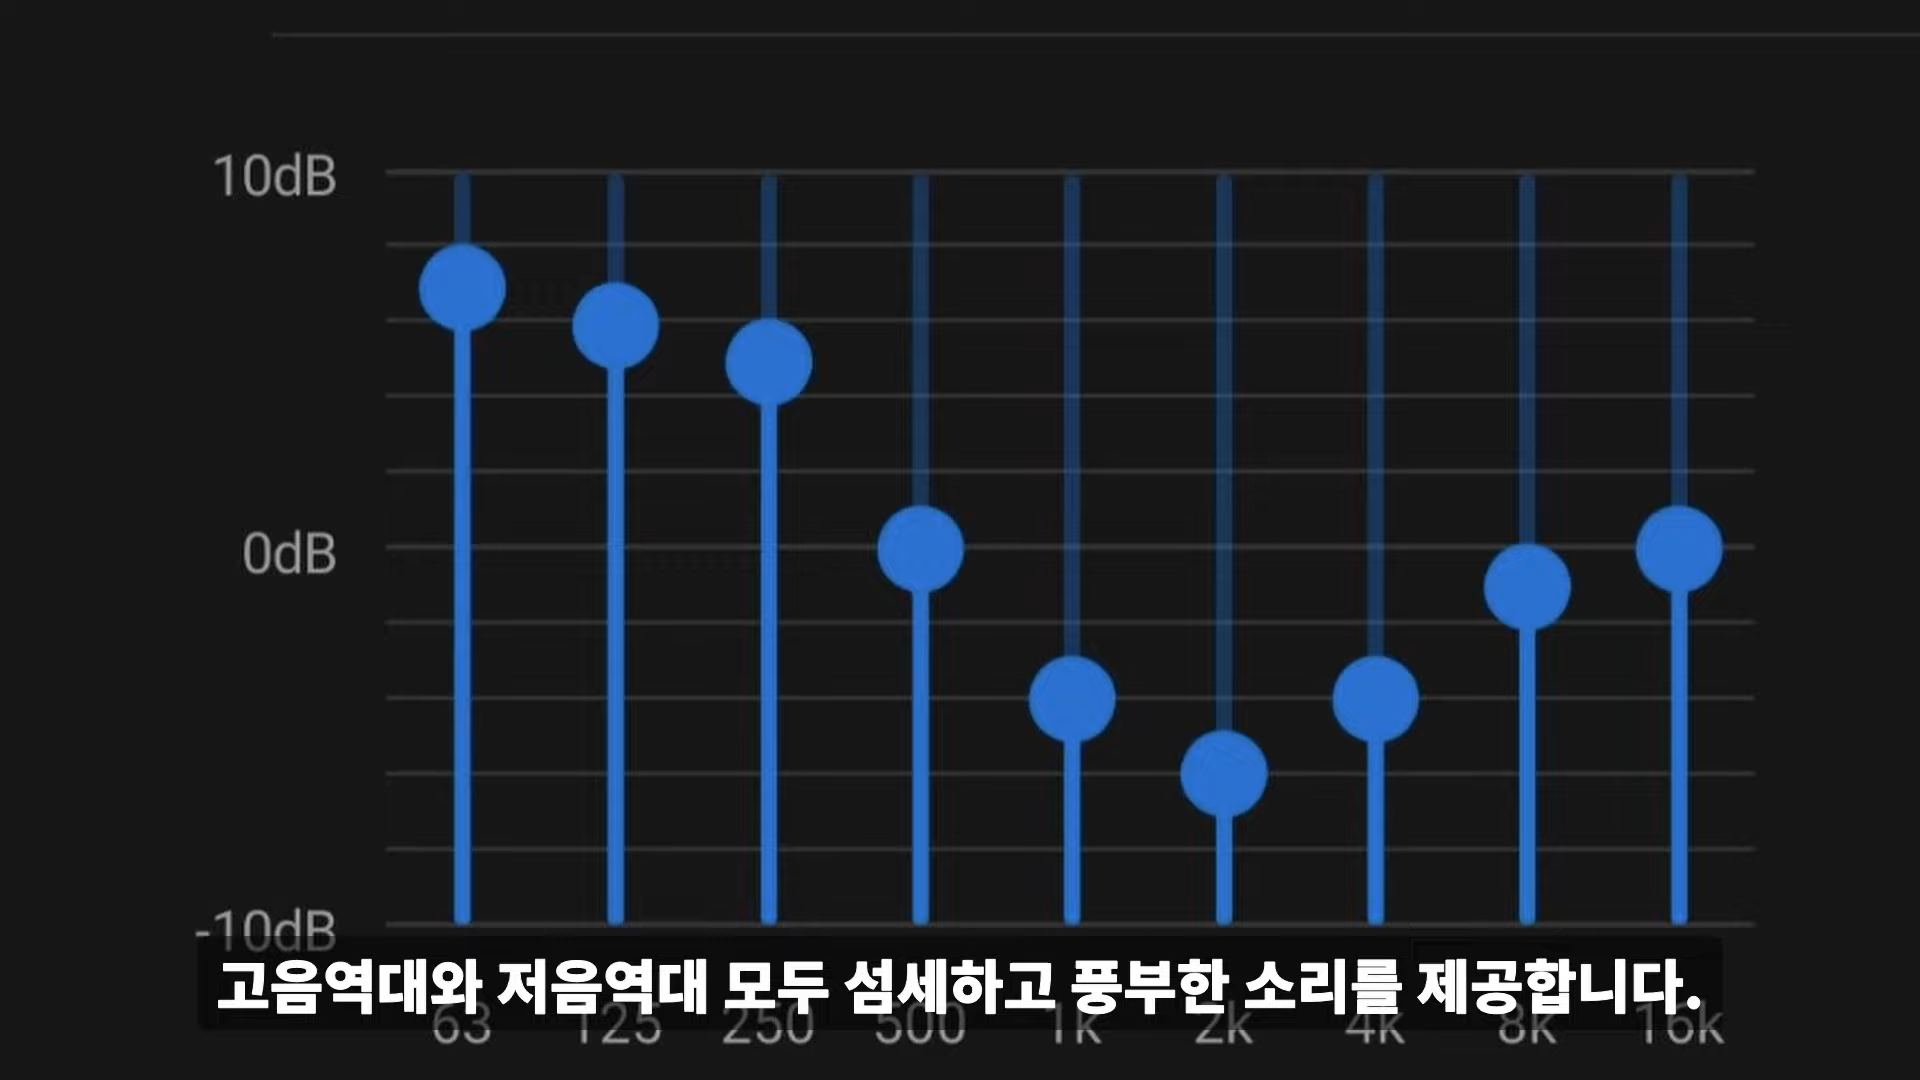 10dB
0dB
-10dB
고음역대와 저음역대 모두 섬세하고 풍부한 소리를 제공합니다.
63 125 250 500 1k 2k 4k 8k 16k